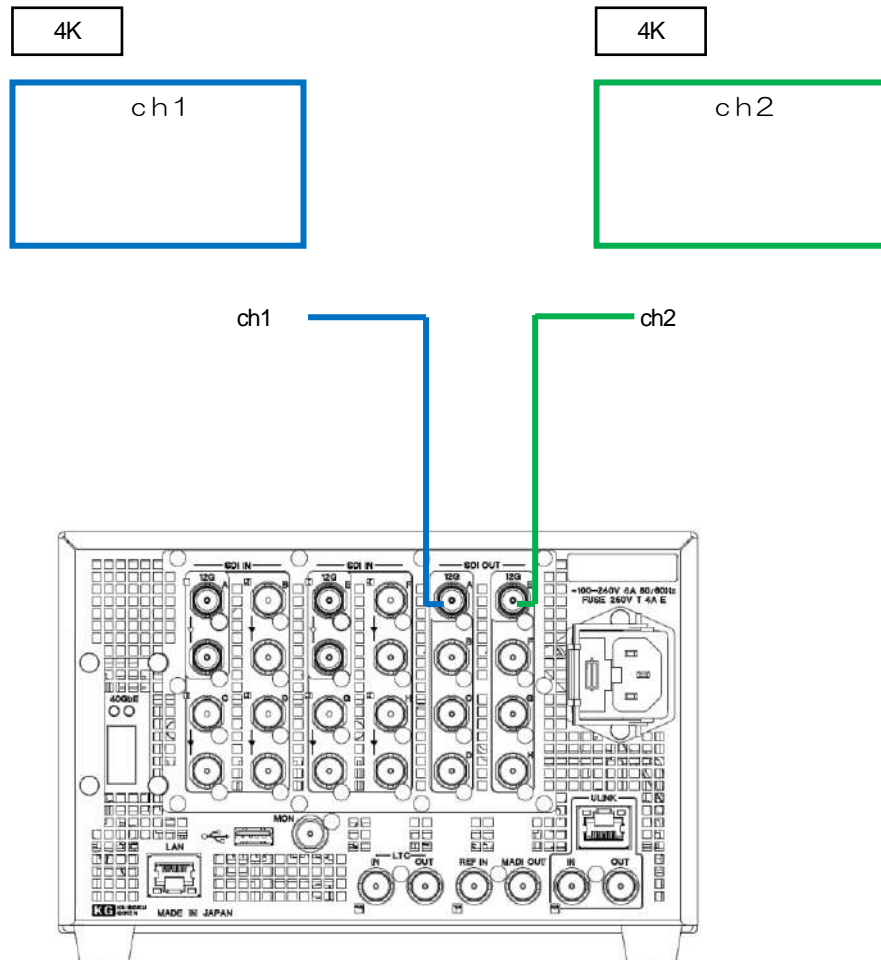 4K
4K
ch1
ch2
ch1
ch2
SDI IN
SDI IN
SDI OUT
12G
A
B
12G
E
F
12G
A
12G
E
~100-240V 6A 50/60Hz
FUSE 250V T 4A E
B
F
40GbE
C
D
G
H
C
G
D
H
ULINK
MON
LAN
LTC
IN
OUT
REF IN
MADI OUT
IN
OUT
KG
MADE IN JAPAN